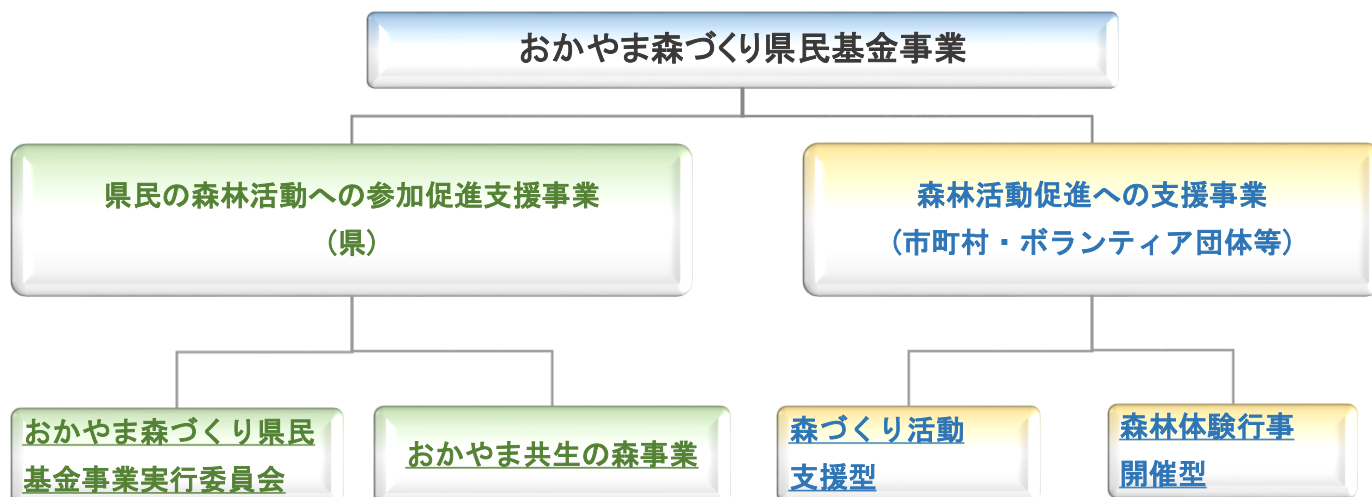 おかやま森づくり県民基金事業
県民の森林活動への参加促進支援事業
（県）
森林活動促進への支援事業
（市町村・ボランティア団体等）
おかやま森づくり県民
基金事業実行委員会
おかやま共生の森事業
森づくり活動
支援型
森林体験行事
開催型